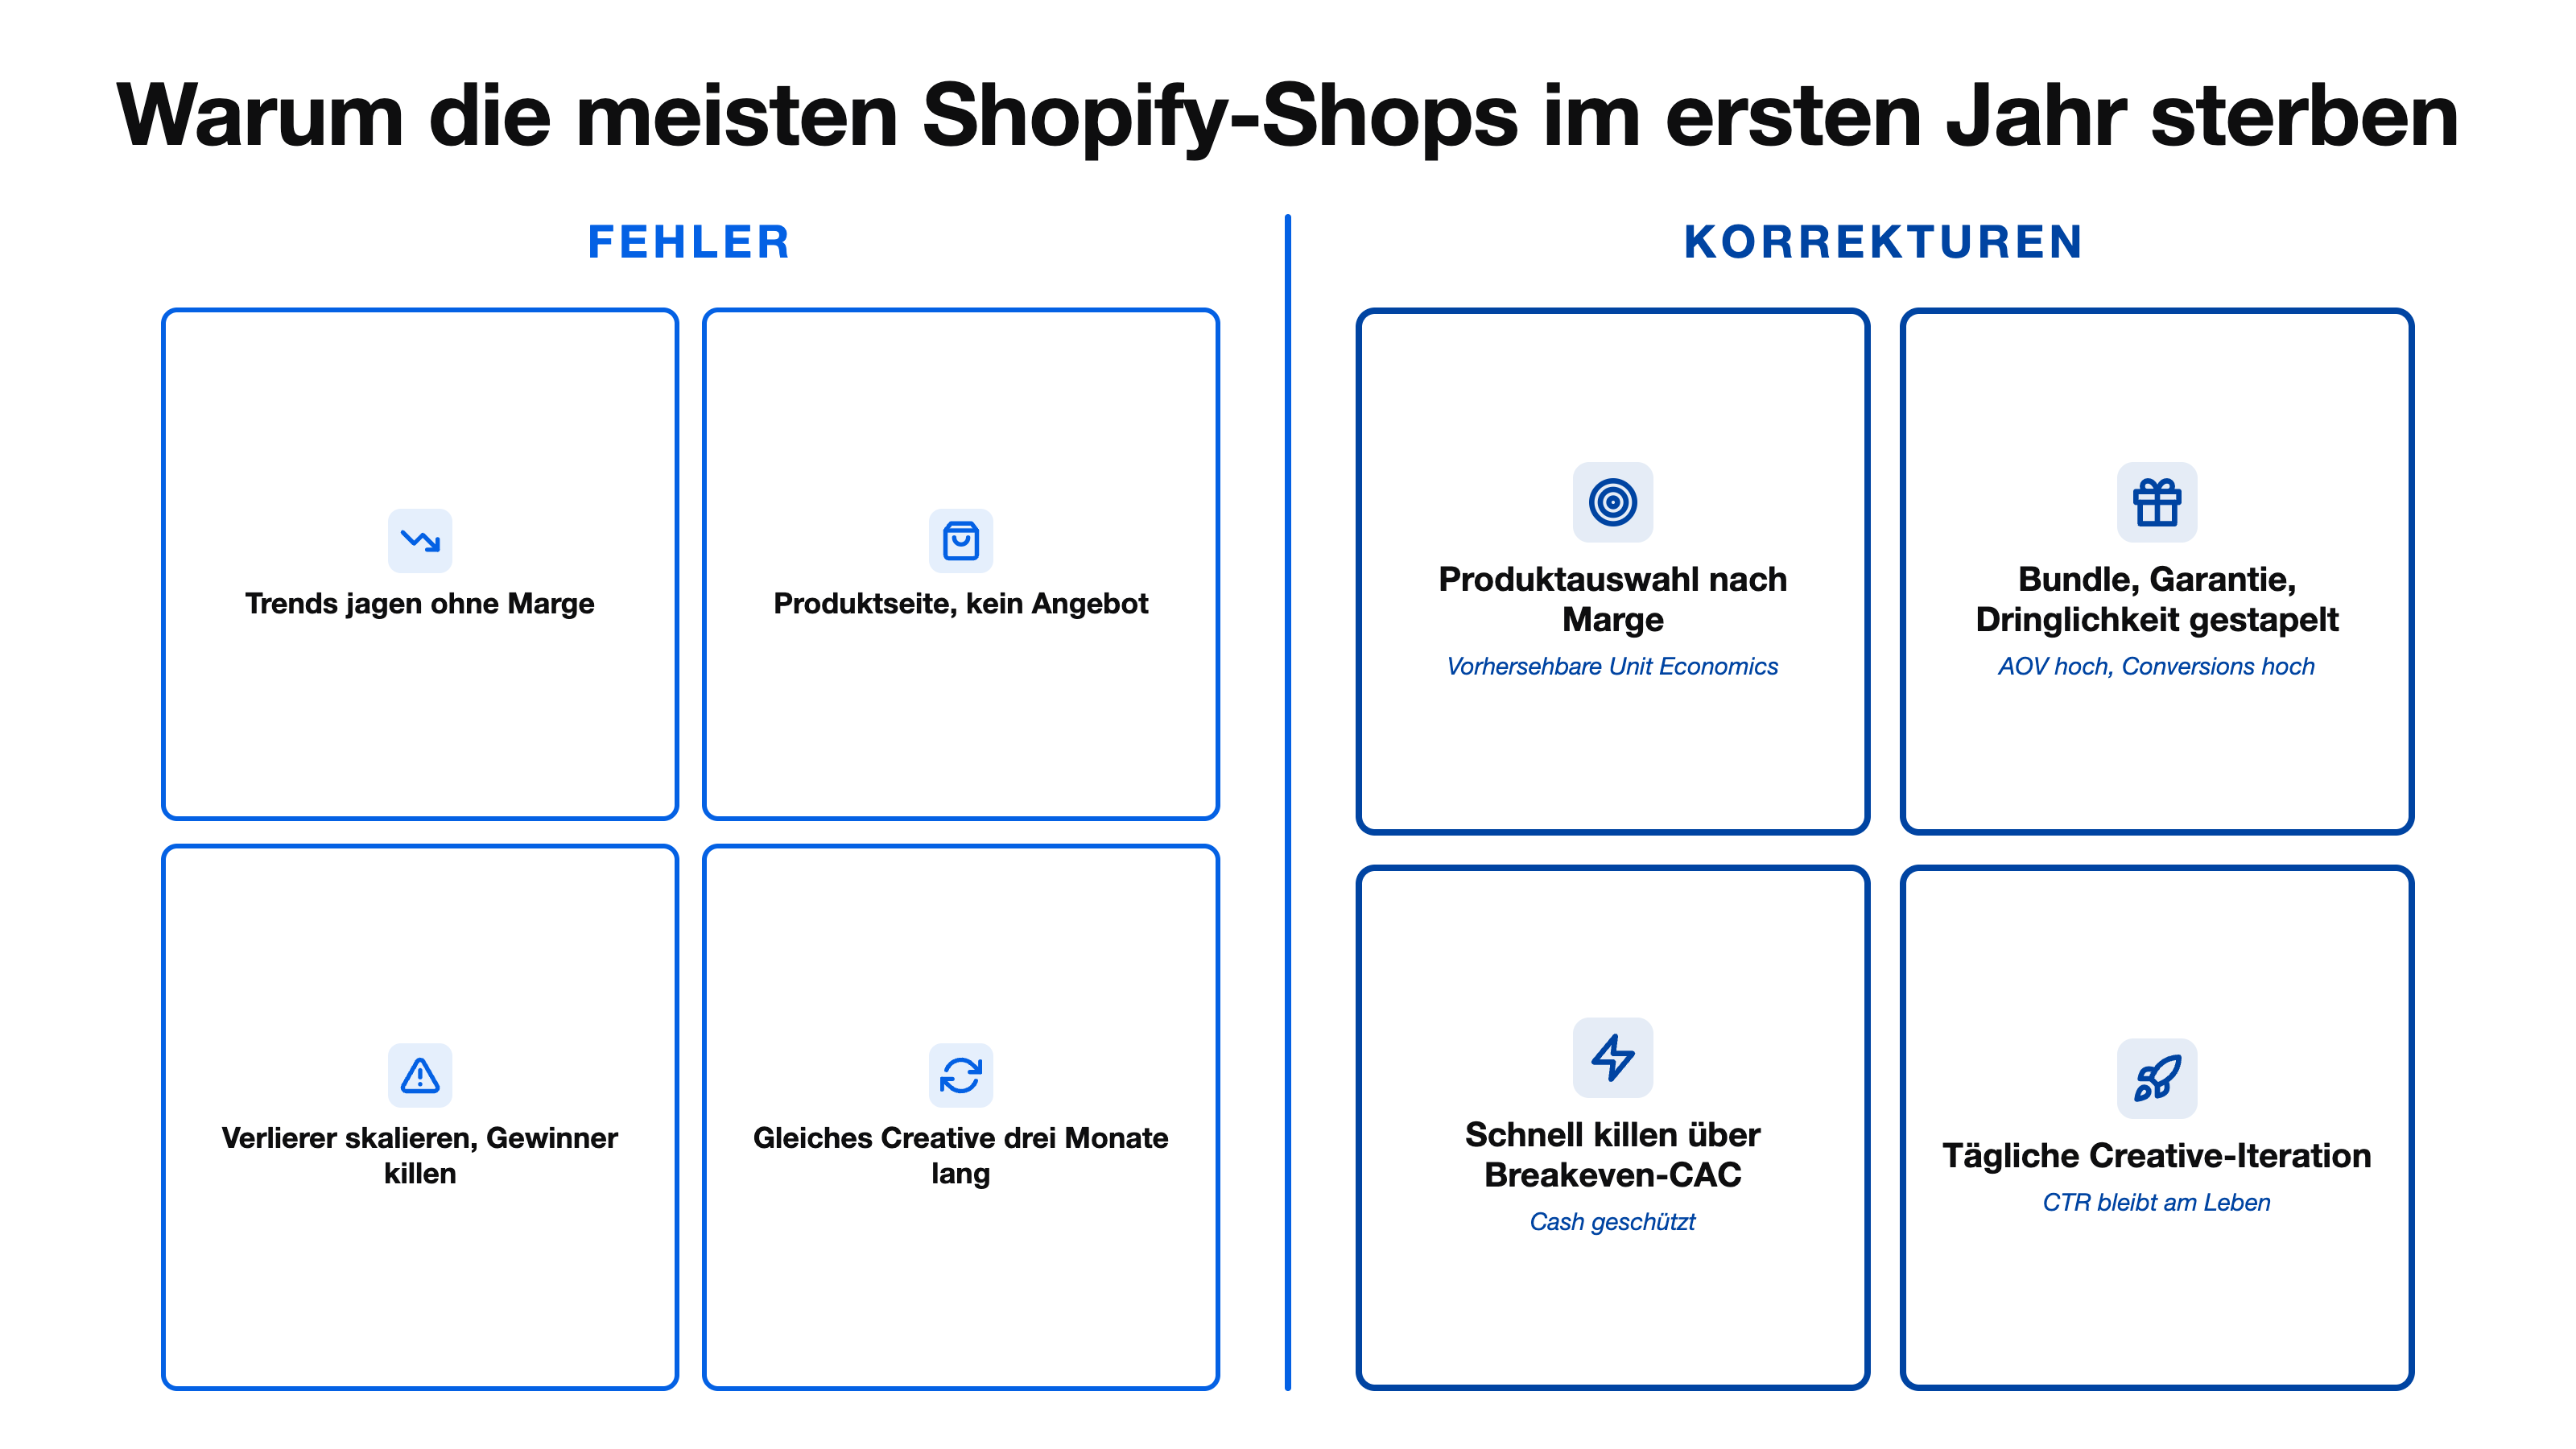 Warum die meisten Shopify-Shops im ersten Jahr sterben
FEHLER
Trends jagen ohne Marge
Produktseite, kein Angebot
Verlierer skalieren, Gewinner
killen
Gleiches Creative drei Monate
lang
KORREKTUREN
Produktauswahl nach
Marge
Vorhersehbare Unit Economics
Bundle, Garantie,
Dringlichkeit gestapelt
AOV hoch, Conversions hoch
Schnell killen über
Breakeven-CAC
Cash geschützt
Tägliche Creative-Iteration
CTR bleibt am Leben